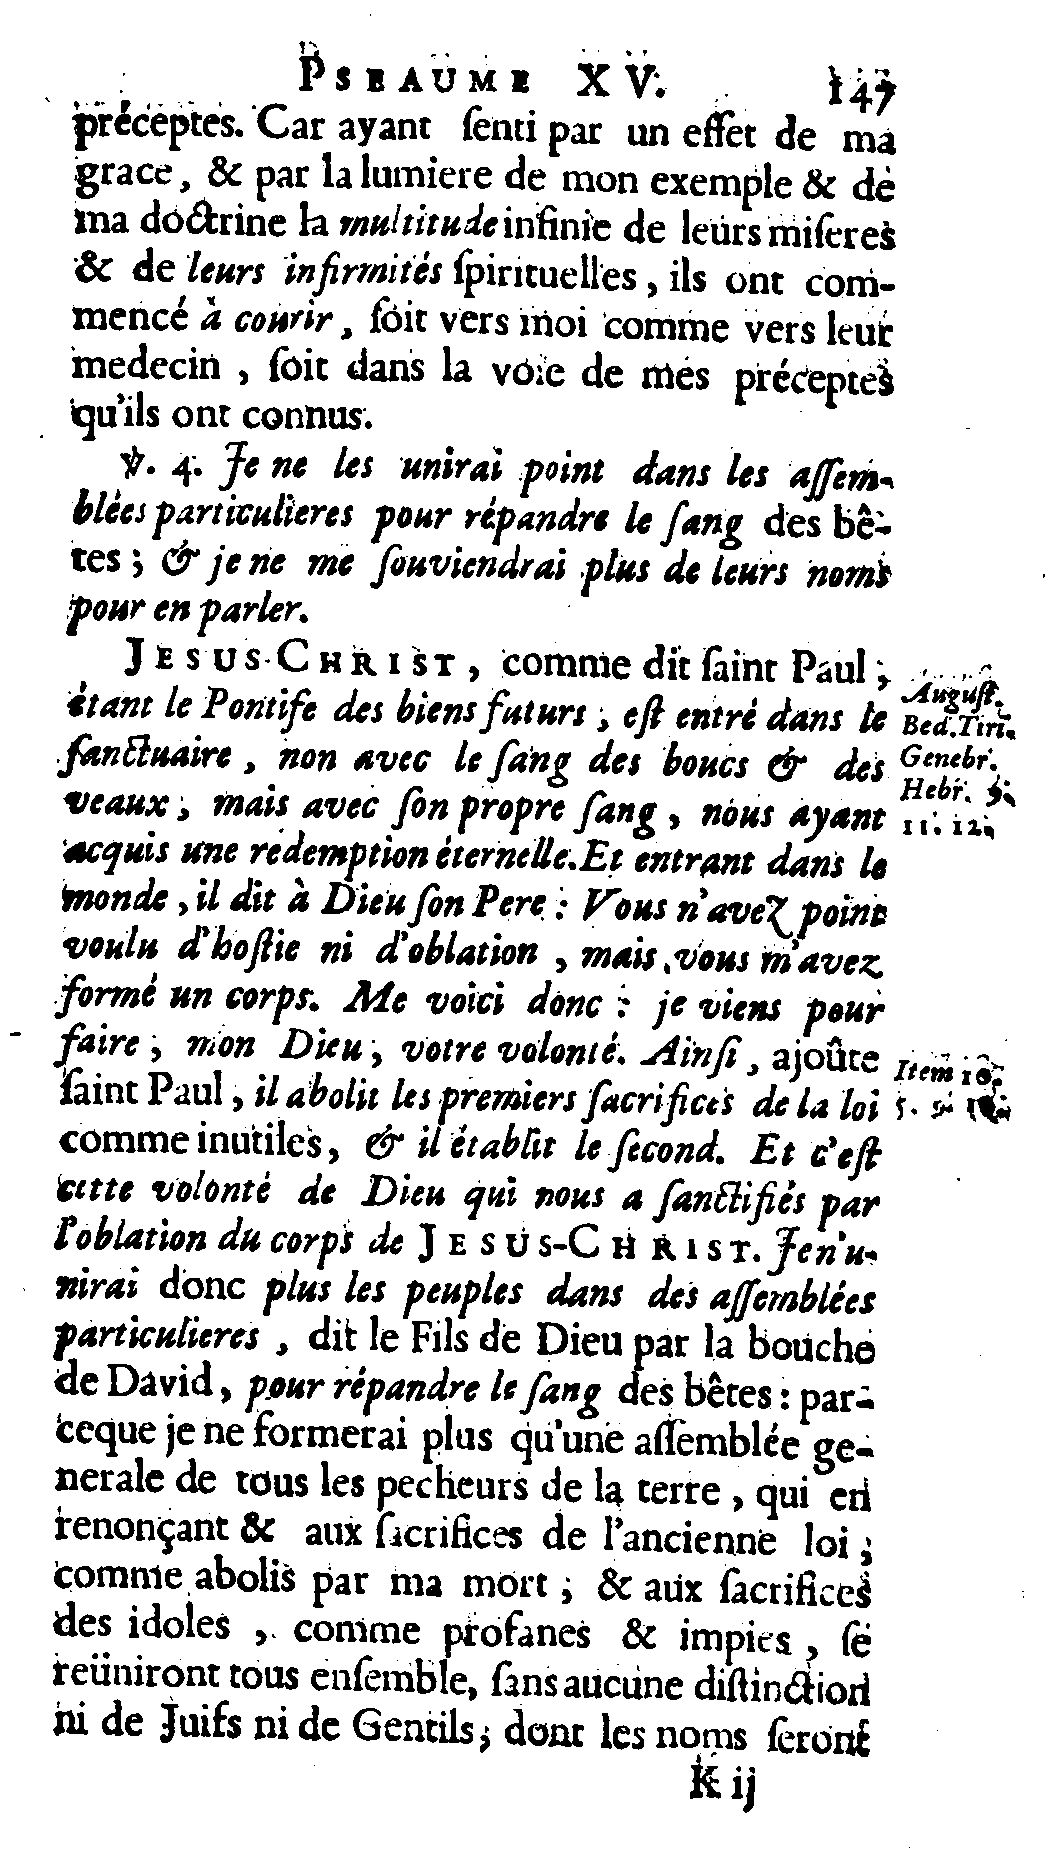 PSEAUME XV. 147
préceptes. Car ayant ſenti par un effet de ma
grace, & par la lumiere de mon exemple & de
ma doctrine la multitude infinie de leurs miſeres
& de leurs infirmités ſpirituelles, ils ont com-
mencé à courir, ſoit vers moi comme vers leur
medecin, ſoit dans la voie de mes préceptes
qu'ils ont connus.
℣. 4. Je ne les unirai point dans les aſſem-
blées particulieres pour répandre le ſang des bê-
tes; & je ne me ſouviendrai plus de leurs noms
pour en parler.
JESUS-CHRIST, comme dit ſaint Paul,
étant le Pontife des biens futurs, eſt entré dans le
ſanctuaire, non avec le ſang des boucs & des
veaux, mais avec ſon propre ſang, nous ayant
acquis une redemption éternelle. Et entrant dans le
monde, il dit à Dieu ſon Pere: Vous n'avez point
voulu d'hoſtie ni d'oblation, mais vous m'avez
formé un corps. Me voici donc: je viens pour
faire, mon Dieu, votre volonté. Ainſi, ajoûte
ſaint Paul, il abolit les premiers ſacrifices de la loi
comme inutiles, & il établit le ſecond. Et c'eſt
cette volonté de Dieu qui nous a ſanctifiés par
l'oblation du corps de JESUS-CHRIST. Je n'u-
nirai donc plus les peuples dans des aſſemblées
particulieres, dit le Fils de Dieu par la bouche
de David, pour répandre le ſang des bêtes: par-
ceque je ne formerai plus qu'une aſſemblée ge-
nerale de tous les pecheurs de la terre, qui en
renonçant & aux ſacrifices de l'ancienne loi,
comme abolis par ma mort, & aux ſacrifices
des idoles, comme profanes & impies, ſe
reüniront tous enſemble, ſans aucune diſtinction
ni de Juifs ni de Gentils, dont les noms ſeront
K ij
Auguſt.
Bed. Tiri.
Genebr.
Hebr. 9.
11. 12.
Item 10.
5. 9.